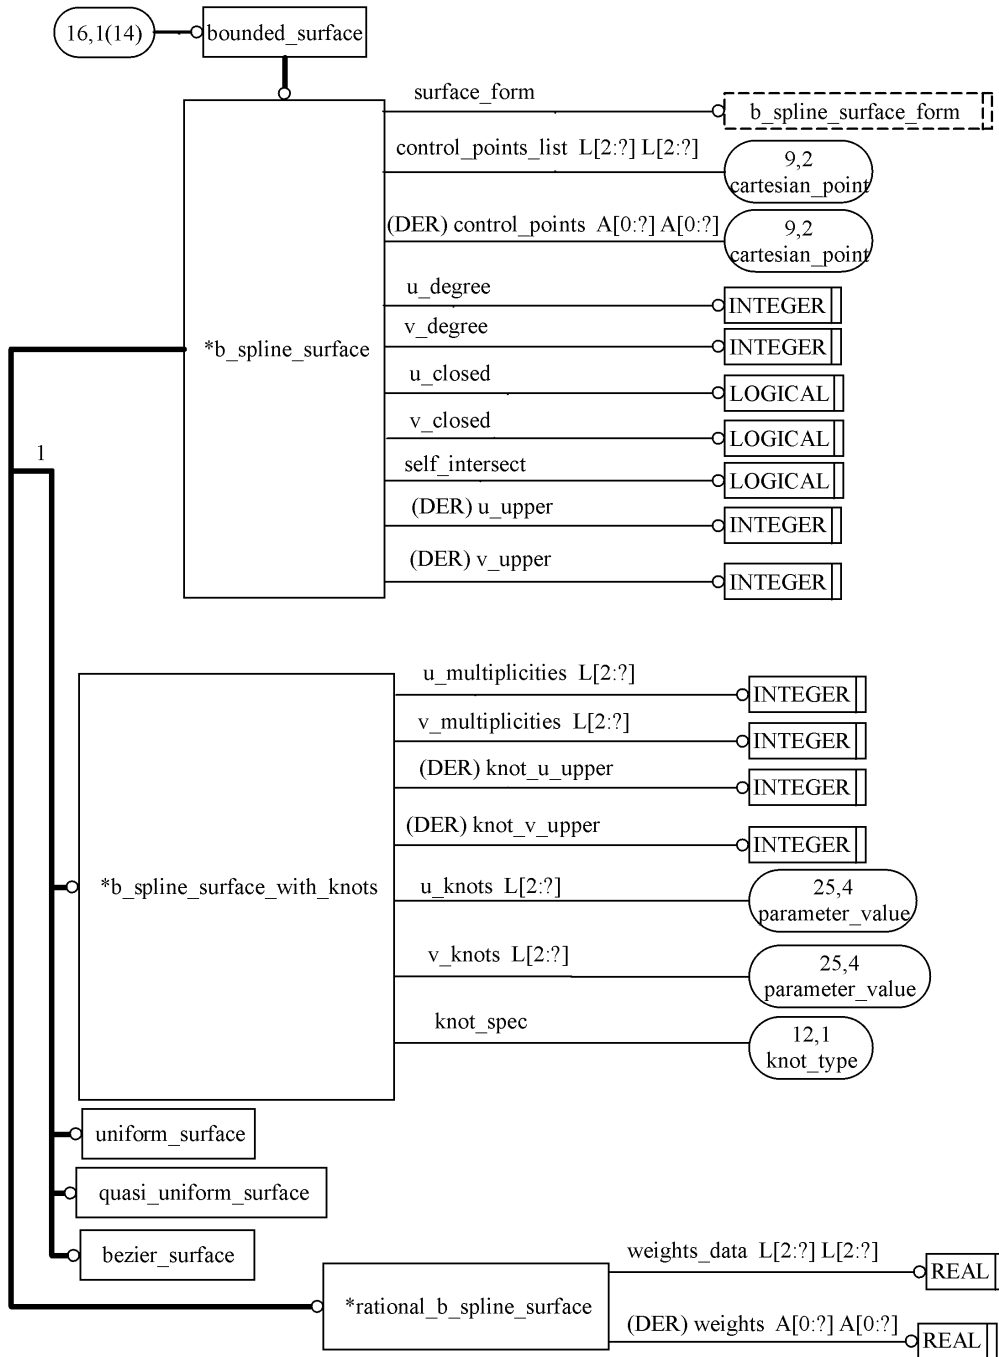 16,1(14)
bounded_surface
surface_form
b_spline_surface_form
control_points_list L[2:?] L[2:?]
9,2
cartesian_point
(DER) control_points A[0:?] A[0:?]
9,2
cartesian_point
u_degree
INTEGER
v_degree
INTEGER
*b_spline_surface
u_closed
LOGICAL
v_closed
LOGICAL
1
self_intersect
LOGICAL
(DER) u_upper
INTEGER
(DER) v_upper
INTEGER
u_multiplicities L[2:?]
INTEGER
v_multiplicities L[2:?]
INTEGER
(DER) knot_u_upper
INTEGER
(DER) knot_v_upper
INTEGER
*b_spline_surface_with_knots
u_knots L[2:?]
25,4
parameter_value
v_knots L[2:?]
25,4
parameter_value
knot_spec
12,1
knot_type
uniform_surface
quasi_uniform_surface
bezier_surface
weights_data L[2:?] L[2:?]
REAL
*rational_b_spline_surface
(DER) weights A[0:?] A[0:?]
REAL